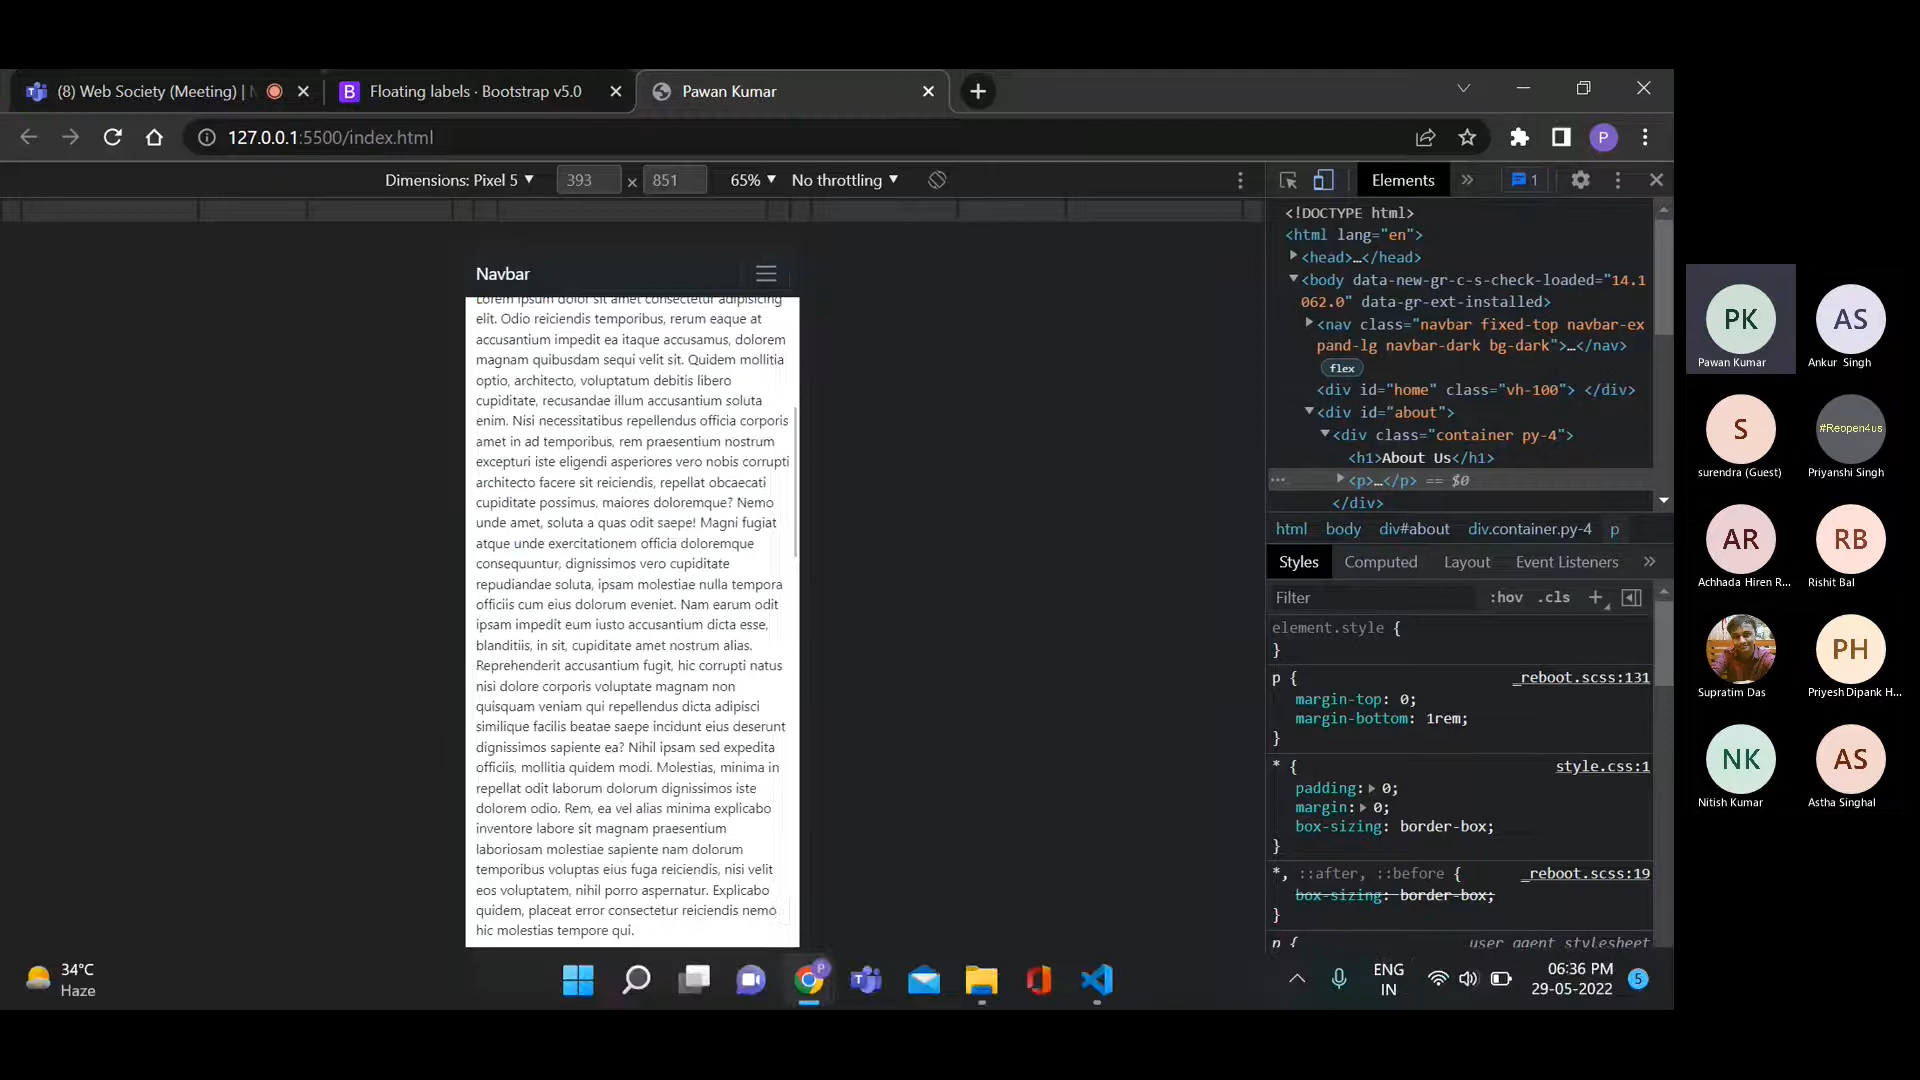 (8) Web Society (Meeting) |
Floating labels · Bootstrap v5.0
Pawan Kumar
127.0.0.1:5500/index.html
P
Dimensions: Pixel 5
393
x
851
65%
No throttling
Elements
1
<!DOCTYPE html>
<html lang="en">
<head>…</head>
<body data-new-gr-c-s-check-loaded="14.1
062.0" data-gr-ext-installed>
<nav class="navbar fixed-top navbar-ex
pand-lg navbar-dark bg-dark">…</nav>
flex
<div id="home" class="vh-100"> </div>
<div id="about">
<div class="container py-4">
<h1>About Us</h1>
<p>…</p> == $0
</div>
html body div#about div.container.py-4 p
Styles Computed Layout Event Listeners
Filter
:hov .cls
element.style {
}
p {
_reboot.scss:131
margin-top: 0;
margin-bottom: 1rem;
}
* {
style.css:1
padding: 0;
margin: 0;
box-sizing: border-box;
}
*, ::after, ::before {
_reboot.scss:19
box-sizing: border-box;
}
p {
user agent stylesheet
Navbar
Lorem ipsum dolor sit amet consectetur adipisicing
elit. Odio reiciendis temporibus, rerum eaque at
accusantium impedit ea itaque accusamus, dolorem
magnam quibusdam sequi velit sit. Quidem mollitia
optio, architecto, voluptatum debitis libero
cupiditate, recusandae illum accusantium soluta
enim. Nisi necessitatibus repellendus officia corporis
amet in ad temporibus, rem praesentium nostrum
excepturi iste eligendi asperiores vero nobis corrupti
architecto facere sit reiciendis, repellat obcaecati
cupiditate possimus, maiores doloremque? Nemo
unde amet, soluta a quas odit saepe! Magni fugiat
atque unde exercitationem officia doloremque
consequuntur, dignissimos vero cupiditate
repudiandae soluta, ipsam molestiae nulla tempora
officiis cum eius dolorum eveniet. Nam earum odit
ipsam impedit eum iusto accusantium dicta esse,
blanditiis, in sit, cupiditate amet nostrum alias.
Reprehenderit accusantium fugit, hic corrupti natus
nisi dolore corporis voluptate magnam non
quisquam veniam qui repellendus dicta adipisci
similique facilis beatae saepe incidunt eius deserunt
dignissimos sapiente ea? Nihil ipsam sed expedita
officiis, mollitia quidem modi. Molestias, minima in
repellat odit laborum dolorum dignissimos iste
dolorem odio. Rem, ea vel alias minima explicabo
inventore labore sit magnam praesentium
laboriosam molestiae sapiente nam dolorum
temporibus voluptas eius fuga reiciendis, nisi velit
eos voluptatem, nihil porro aspernatur. Explicabo
quidem, placeat error consectetur reiciendis nemo
hic molestias tempore qui.
PK
Pawan Kumar
AS
Ankur Singh
S
surendra (Guest)
#Reopen4us
Priyanshi Singh
AR
Achhada Hiren R...
RB
Rishit Bal
Supratim Das
PH
Priyesh Dipank H...
NK
Nitish Kumar
AS
Astha Singhal
34°C
Haze
P
ENG
IN
06:36 PM
29-05-2022
5